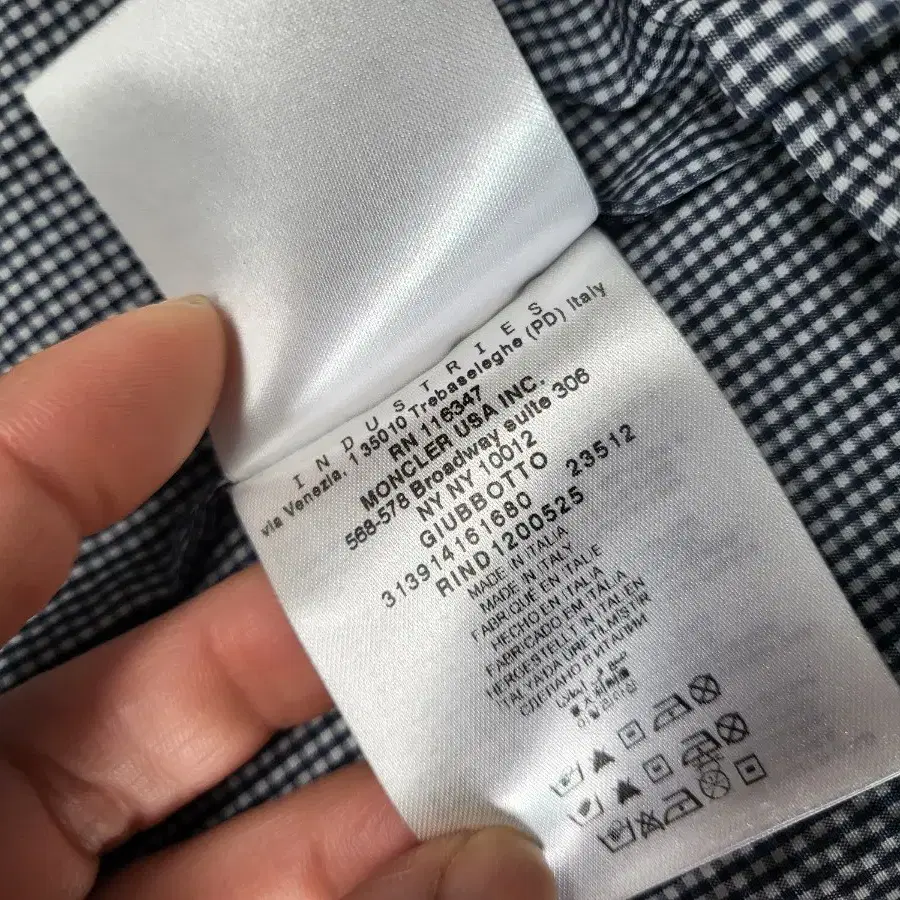 INDUSTRIES
via Venezia, 1 35010 Trebaseleghe (PD) Italy
RN 116347
MONCLER USA INC.
568-578 Broadway suite 306
NY NY 10012
GIUBBOTTO
313914161680 23512
RIND1200525
MADE IN ITALIA
MADE IN ITALY
FABRIQUÉ EN ITALIE
HECHO EN ITALIA
FABRICADO EM ITALIA
HERGESTELLT IN ITALIEN
СДЕЛАНО В ИТАЛИИ